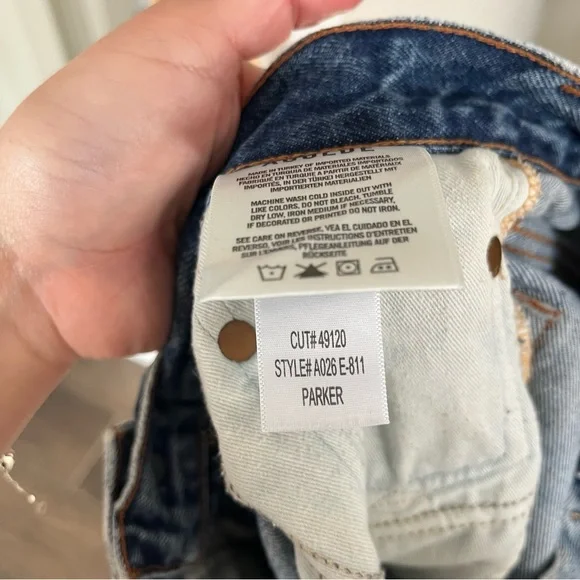 MADE IN TURKEY OF IMPORTED MATERIALS
HECHO EN TURQUIA A PARTIR DE MATERIALES IMPORTADOS
FABRIQUE EN TURQUIE A PARTIR DE MATERIAUX
IMPORTES, IN DER TÜRKEI HERGESTELLT MIT
IMPORTIERTEN MATERIALIEN
MACHINE WASH COLD INSIDE OUT WITH
LIKE COLORS, DO NOT BLEACH, TUMBLE
DRY LOW, IRON MEDIUM IF NECESSARY,
IF DECORATED OR PRINTED DO NOT IRON.
SEE CARE ON REVERSE, VEA EL CUIDADO EN EL
REVERSO, VOIR LES INSTRUCTIONS D'ENTRETIEN
SUR L'ENVERS, PFLEGEANLEITUNG AUF DER
RÜCKSEITE
CUT# 49120
STYLE# A026 E-811
PARKER